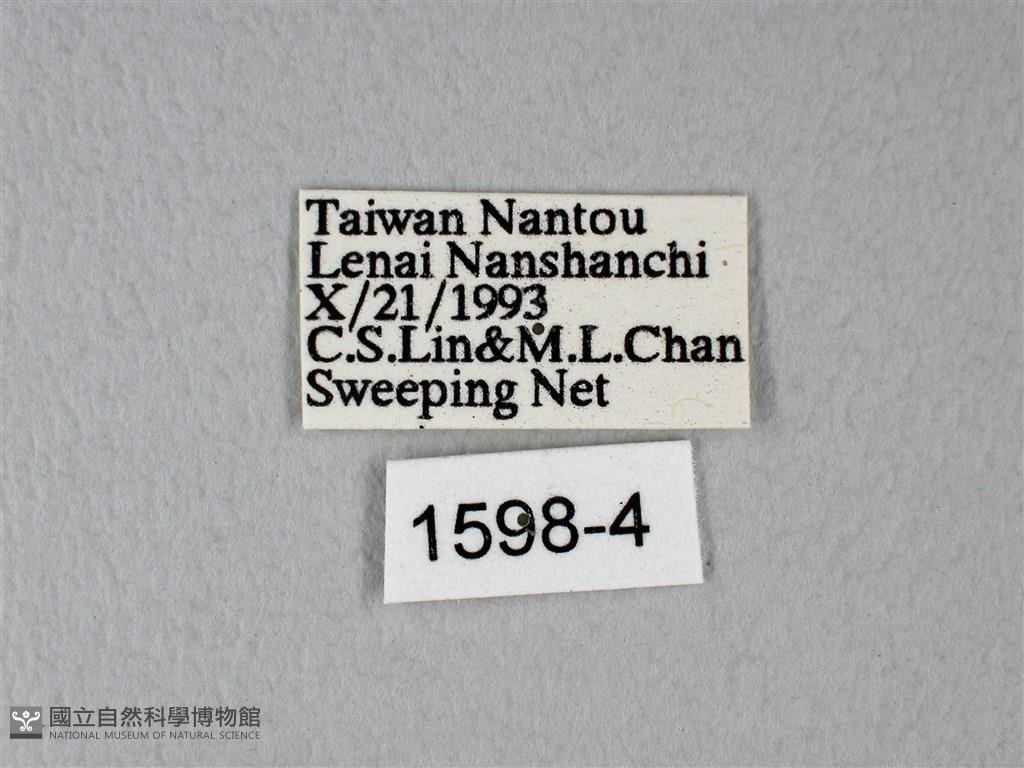 Taiwan Nantou
Lenai Nanshanchi
X/21/1993
C.S.Lin&M.L.Chan
Sweeping Net
1598-4
國立自然科學博物館
NATIONAL MUSEUM OF NATURAL SCIENCE